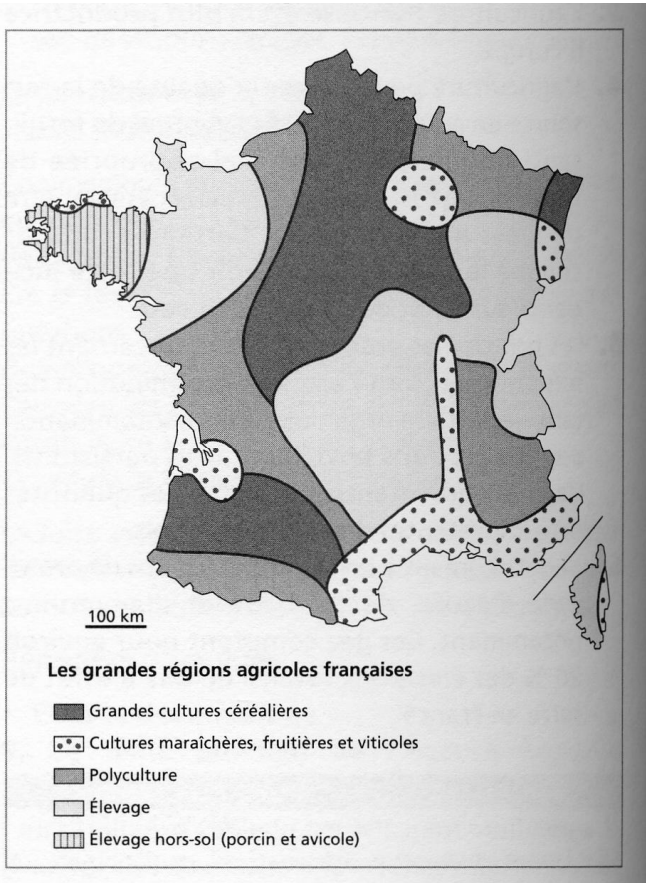 100 km
Les grandes régions agricoles françaises
Grandes cultures céréalières
Cultures maraîchères, fruitières et viticoles
Polyculture
Élevage
Élevage hors-sol (porcin et avicole)